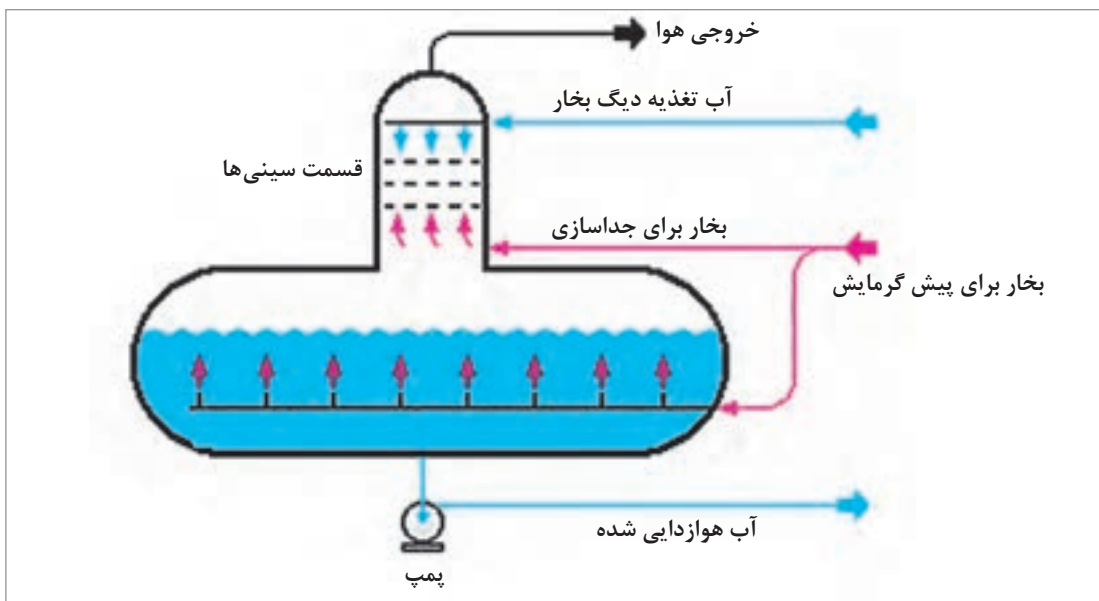 خروجی هوا
آب تغذیه دیگ بخار
قسمت سینی‌ها
بخار برای جداسازی
بخار برای پیش گرمایش
آب هوازدایی شده
پمپ